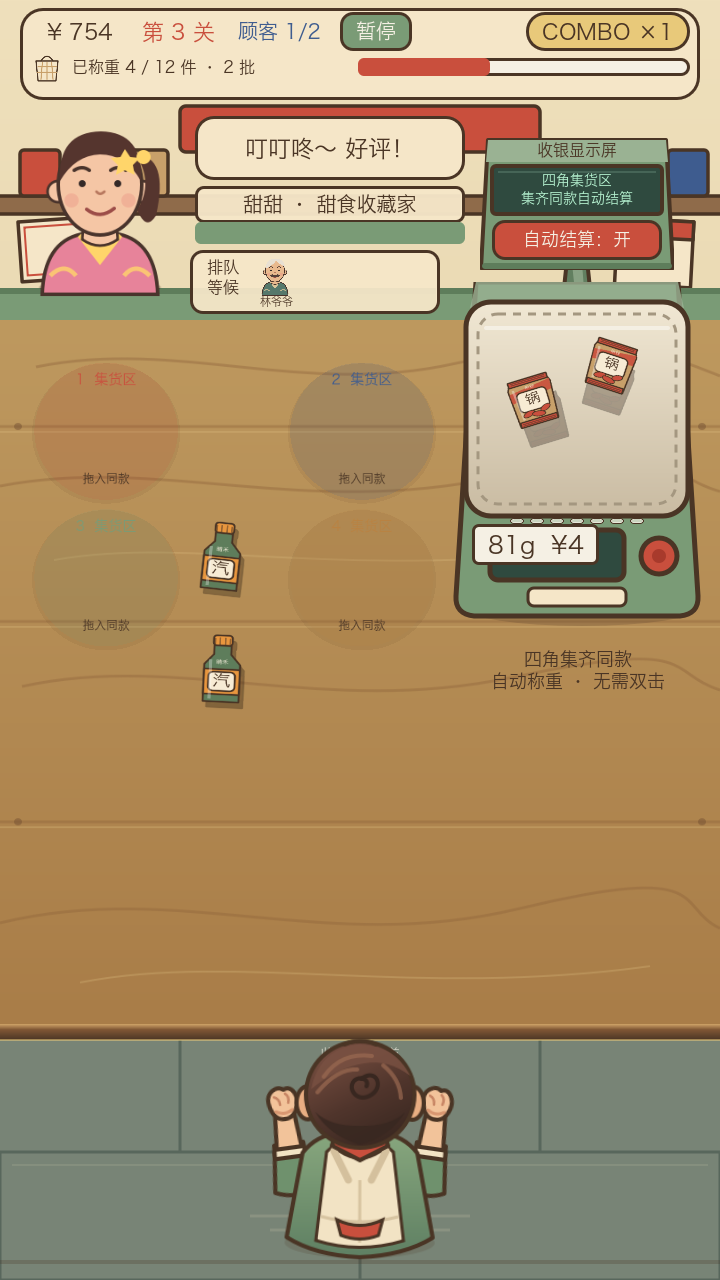 ¥ 754 第 3 关 顾客 1/2 暂停 COMBO ×1
已称重 4 / 12 件 · 2 批
叮叮咚～ 好评！
甜甜 · 甜食收藏家
排队
等候
林爷爷
收银显示屏
四角集货区
集齐同款自动结算
自动结算：开
1 集货区
2 集货区
锅
锅
拖入同款
拖入同款
3 集货区
汽
81g ¥4
拖入同款
拖入同款
汽
四角集齐同款
自动称重 · 无需双击